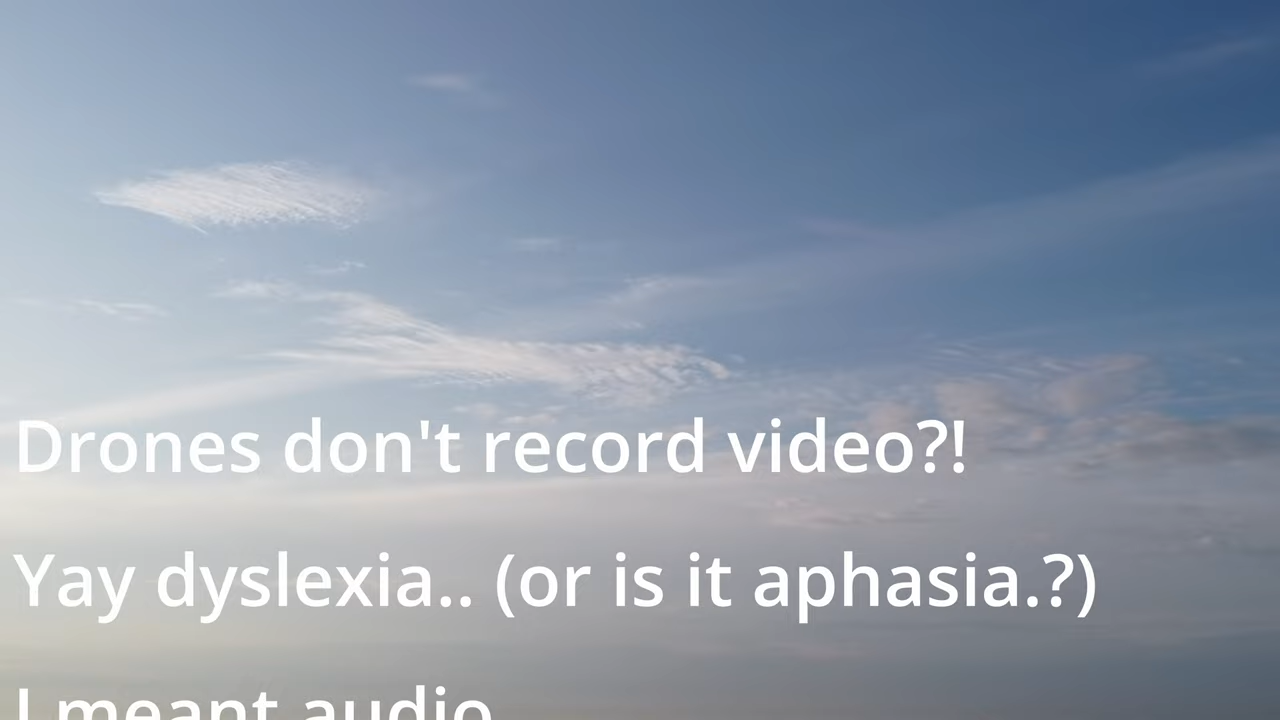 Drones don't record video?!
Yay dyslexia.. (or is it aphasia.?)
I meant audio